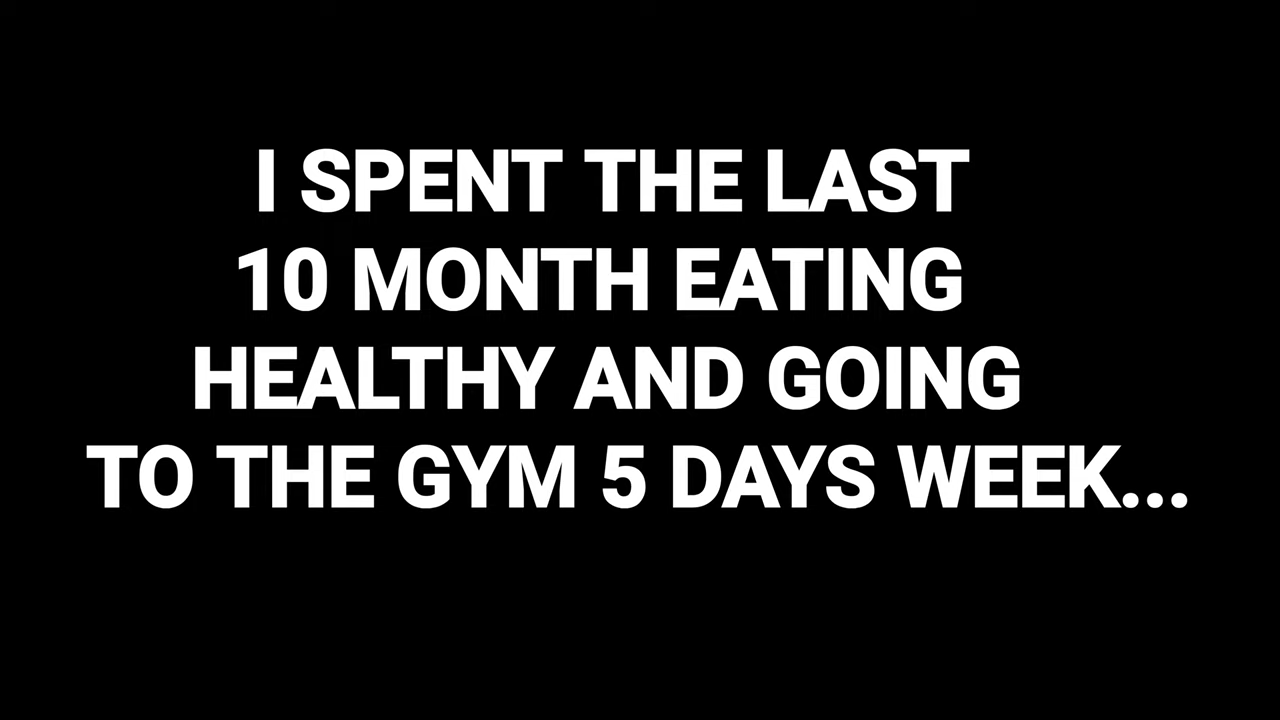 I SPENT THE LAST
10 MONTH EATING
HEALTHY AND GOING
TO THE GYM 5 DAYS WEEK...